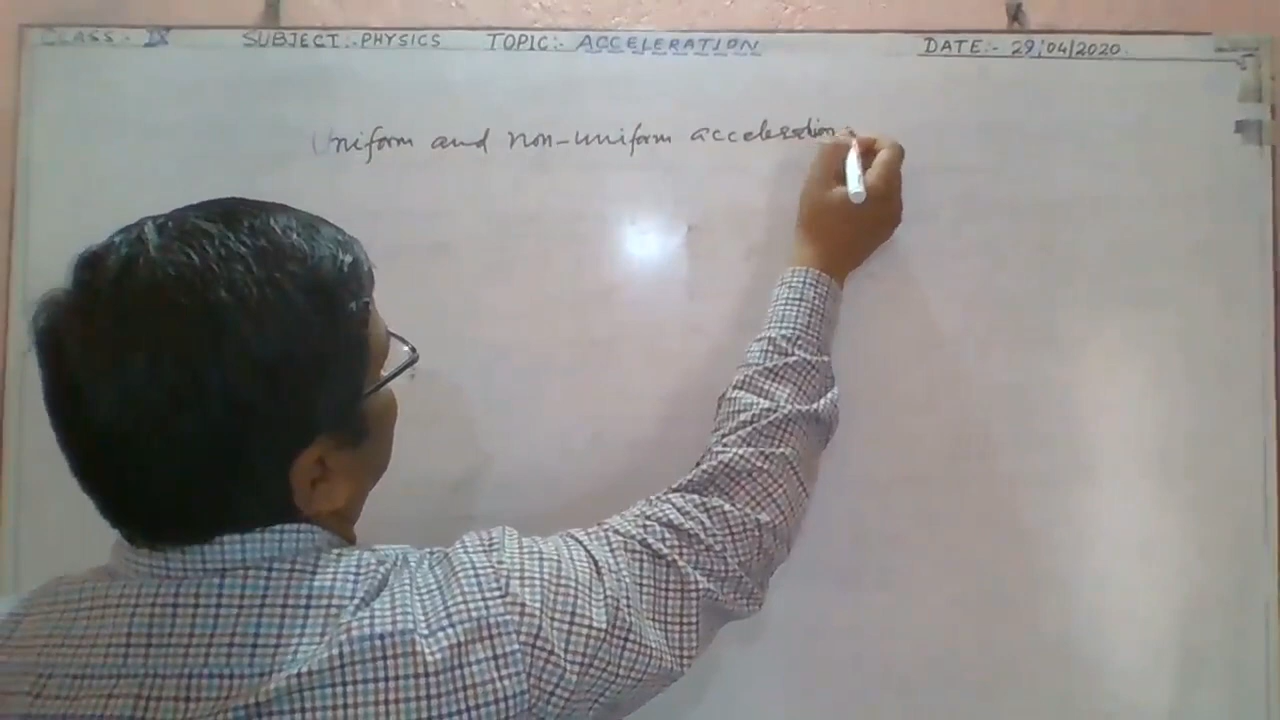 CLASS:- IX SUBJECT:-PHYSICS TOPIC:- ACCELERATION DATE:- 29/04/2020
Uniform and non-uniform acceleration:-